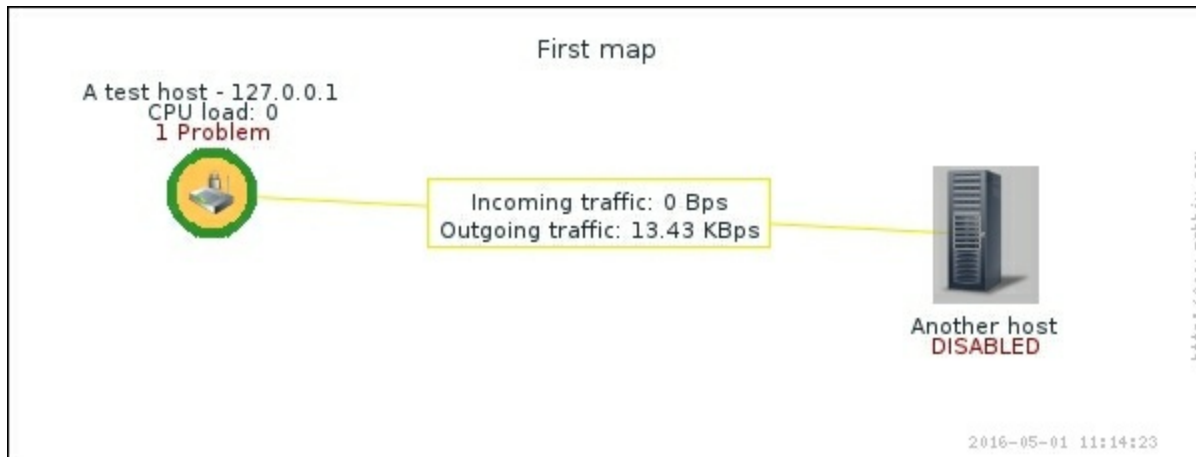 First map
A test host - 127.0.0.1
CPU load: 0
1 Problem
Incoming traffic: 0 Bps
Outgoing traffic: 13.43 KBps
Another host
DISABLED
2016-05-01 11:14:23